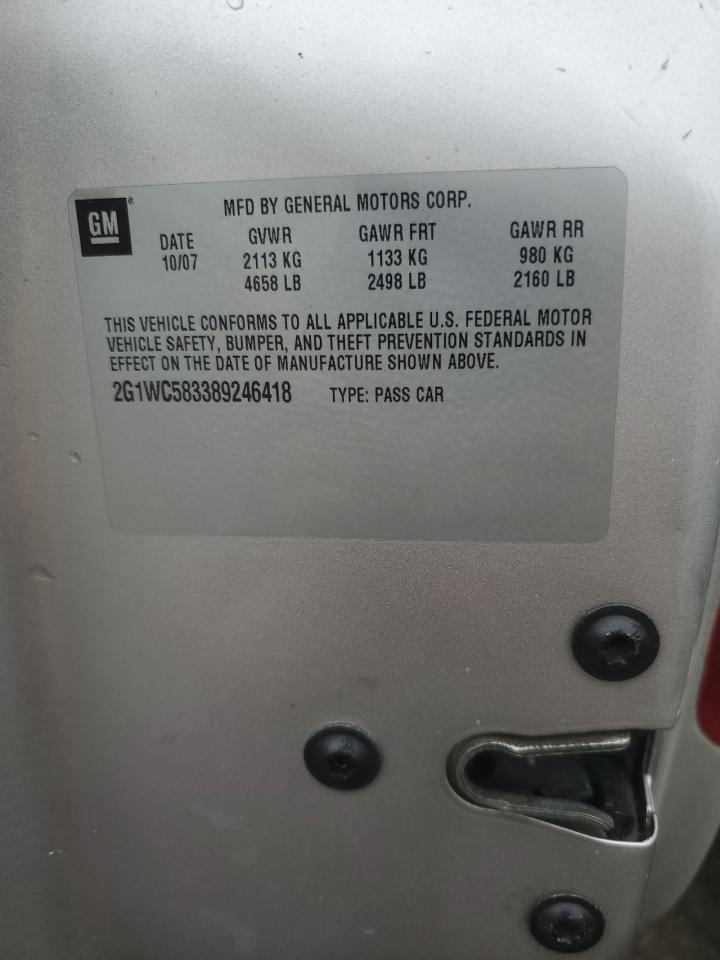 GM®
MFD BY GENERAL MOTORS CORP.
DATE GVWR GAWR FRT GAWR RR
10/07 2113 KG 1133 KG 980 KG
4658 LB 2498 LB 2160 LB
THIS VEHICLE CONFORMS TO ALL APPLICABLE U.S. FEDERAL MOTOR
VEHICLE SAFETY, BUMPER, AND THEFT PREVENTION STANDARDS IN
EFFECT ON THE DATE OF MANUFACTURE SHOWN ABOVE.
2G1WC583389246418 TYPE: PASS CAR